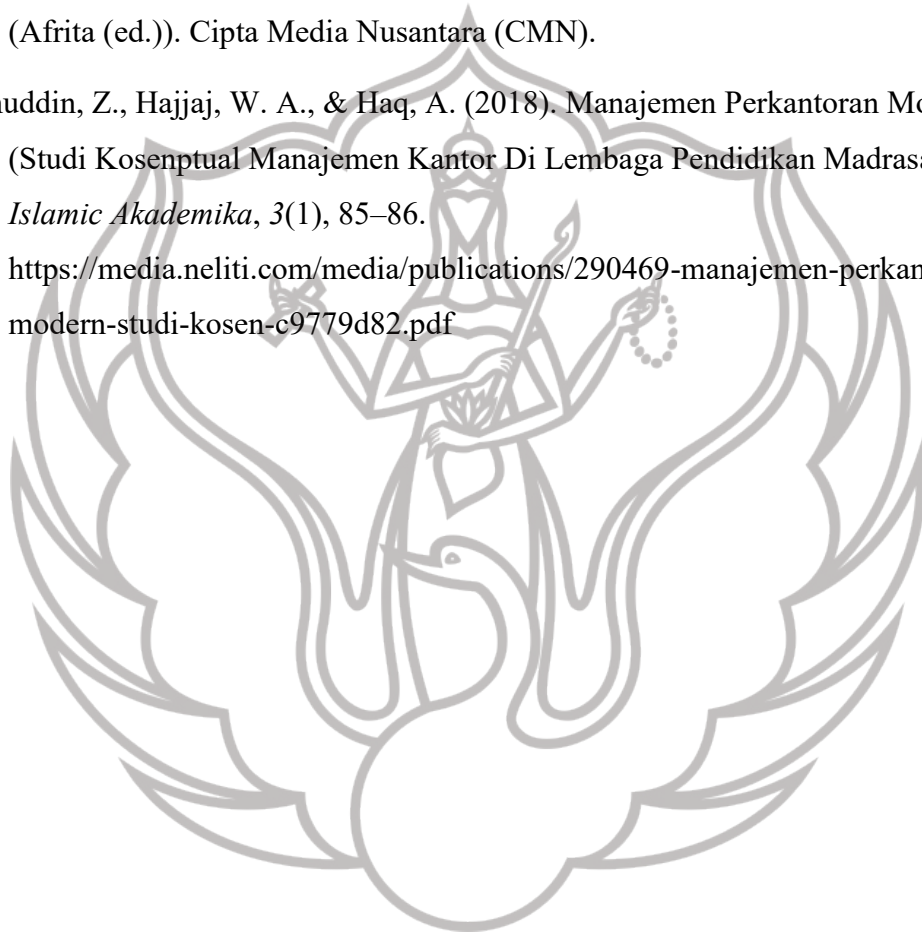 (Afrita (ed.)). Cipta Media Nusantara (CMN).
uddin, Z., Hajjaj, W. A., & Haq, A. (2018). Manajemen Perkantoran Mo
(Studi Kosenptual Manajemen Kantor Di Lembaga Pendidikan Madrasa
Islamic Akademika, 3(1), 85–86.
https://media.neliti.com/media/publications/290469-manajemen-perkan
modern-studi-kosen-c9779d82.pdf